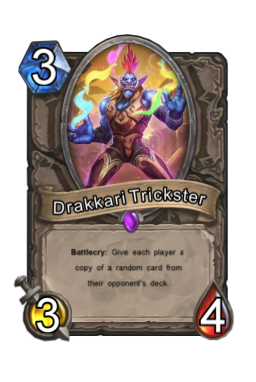 3
Drakkari Trickster
Battlecry: Give each player a
copy of a random card from
their opponent's deck.
3
4